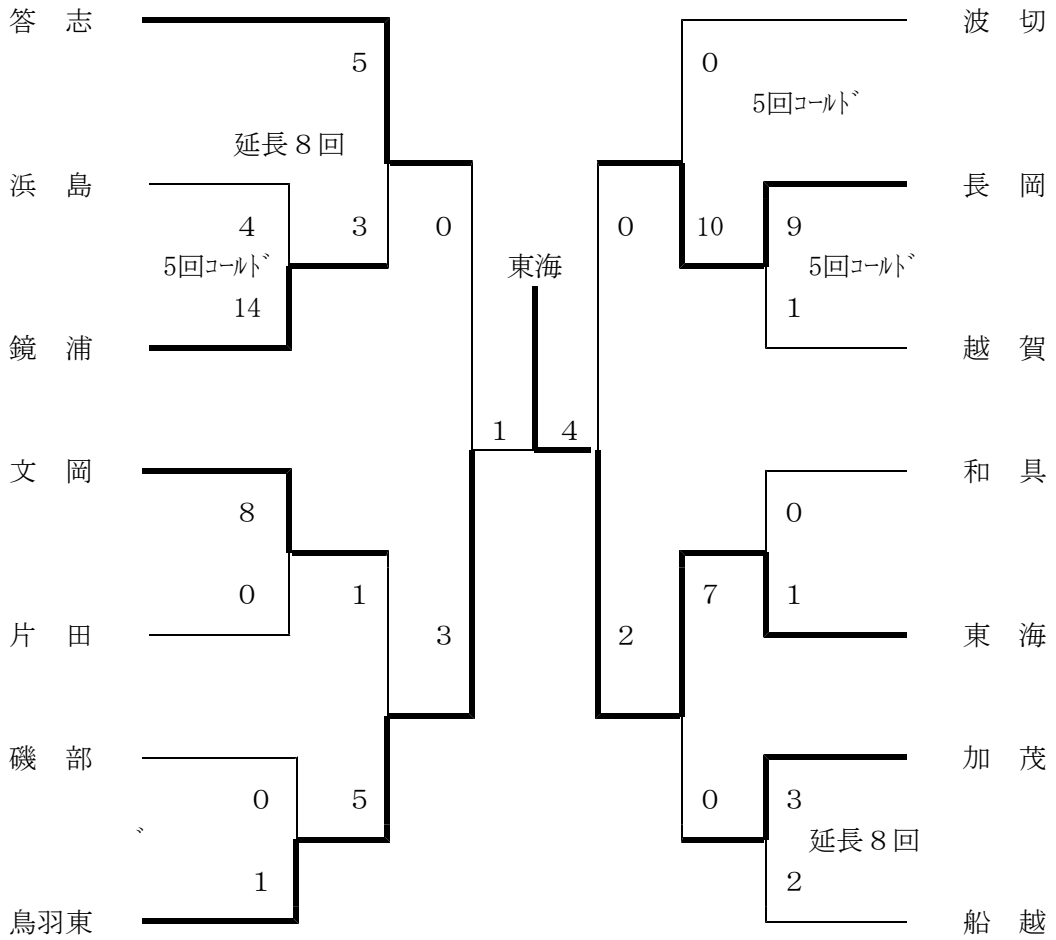 答　志
波　切
5
0
5回ｺｰﾙﾄﾞ
延長８回
浜　島
長　岡
4
3
0
0
10
9
5回ｺｰﾙﾄﾞ
東海
5回ｺｰﾙﾄﾞ
14
1
鏡　浦
越　賀
1
4
文　岡
和　具
8
0
0
1
7
1
片　田
3
2
東　海
磯　部
加　茂
0
5
0
3
ﾞ
延長８回
1
2
鳥羽東
船　越